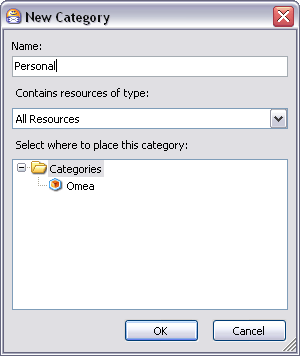 New Category
Name:
Personal
Contains resources of type:
All Resources
Select where to place this category:
Categories
Omea
OK Cancel